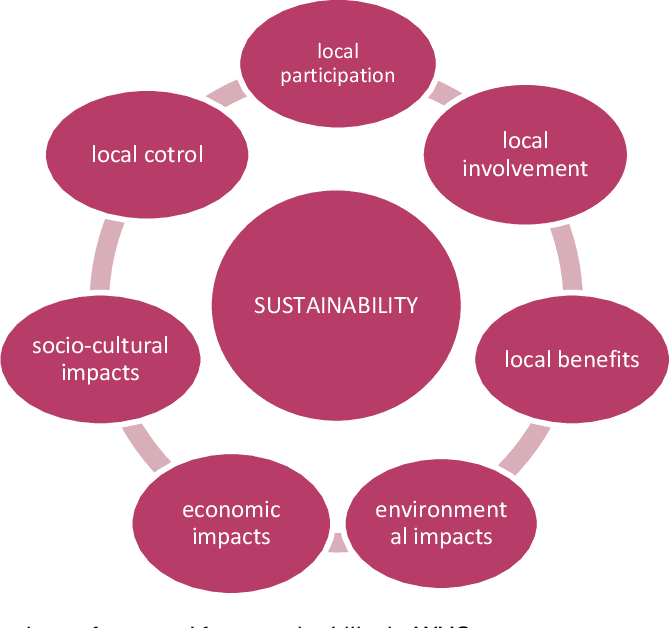 local
participation
local
involvement
local benefits
environment
al impacts
economic
impacts
socio-cultural
impacts
local cotrol
SUSTAINABILITY